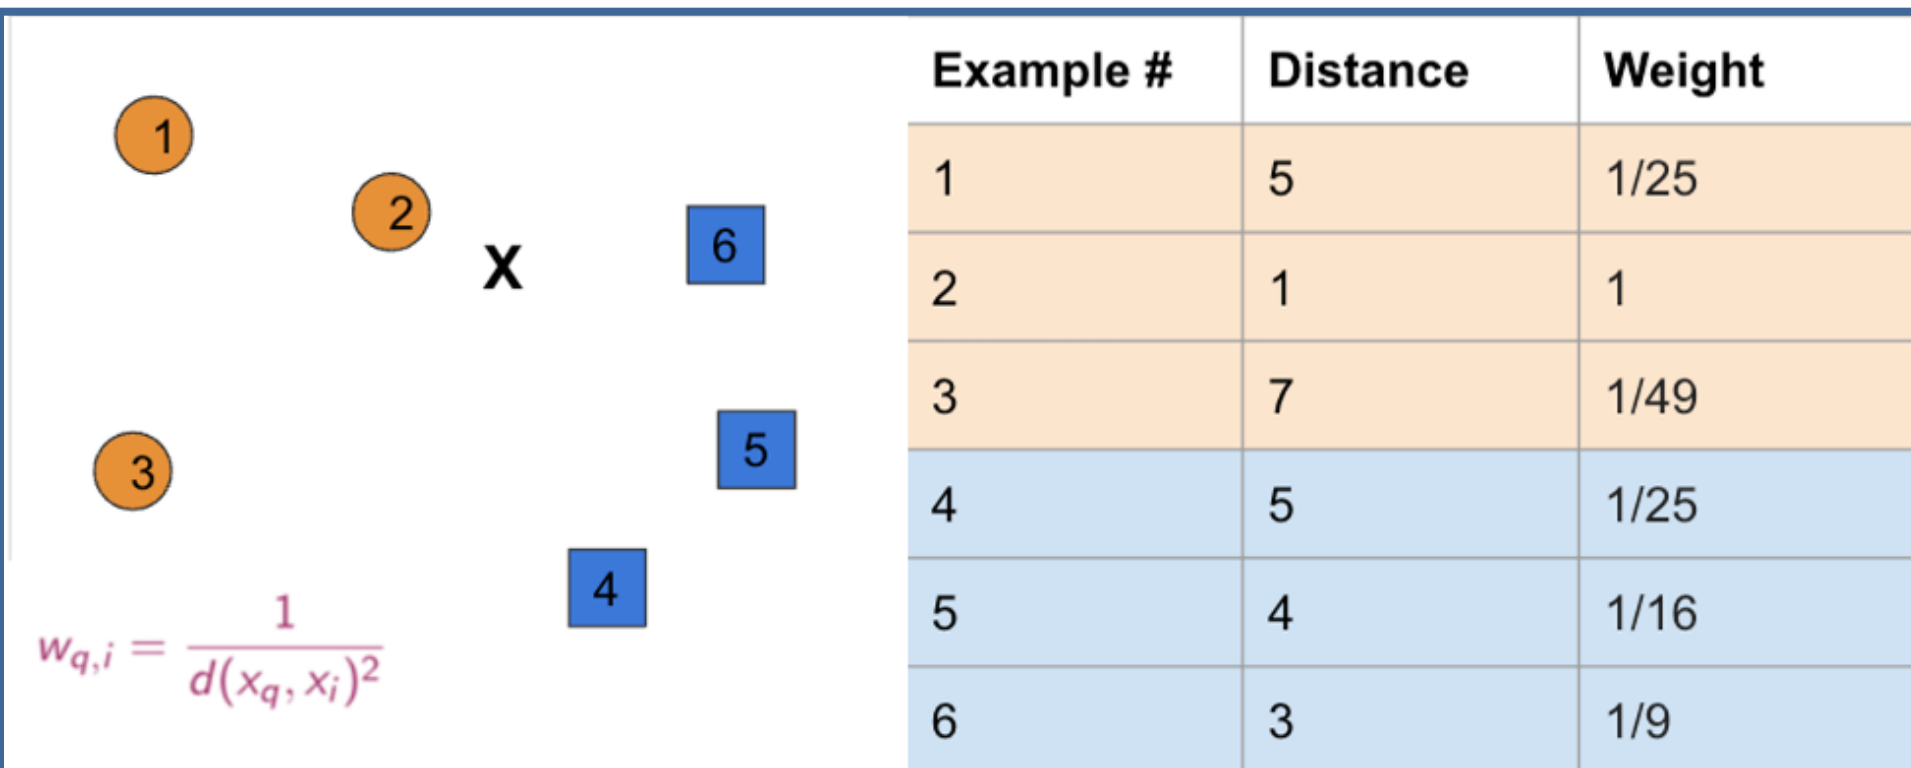 1
2
X
6
5
3
4
w_{q,i} = \frac{1}{d(x_q, x_i)^2}
Example # Distance Weight
1 5 1/25
2 1 1
3 7 1/49
4 5 1/25
5 4 1/16
6 3 1/9